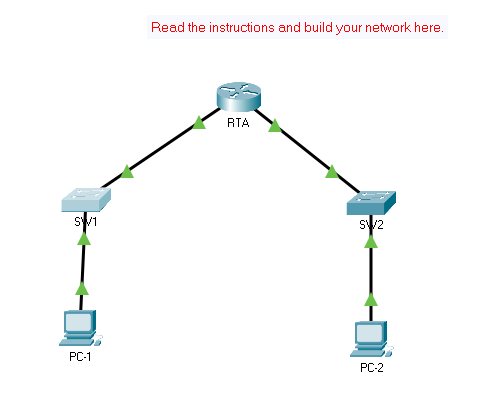 Read the instructions and build your network here.
RTA
SW1
SW2
PC-1
PC-2